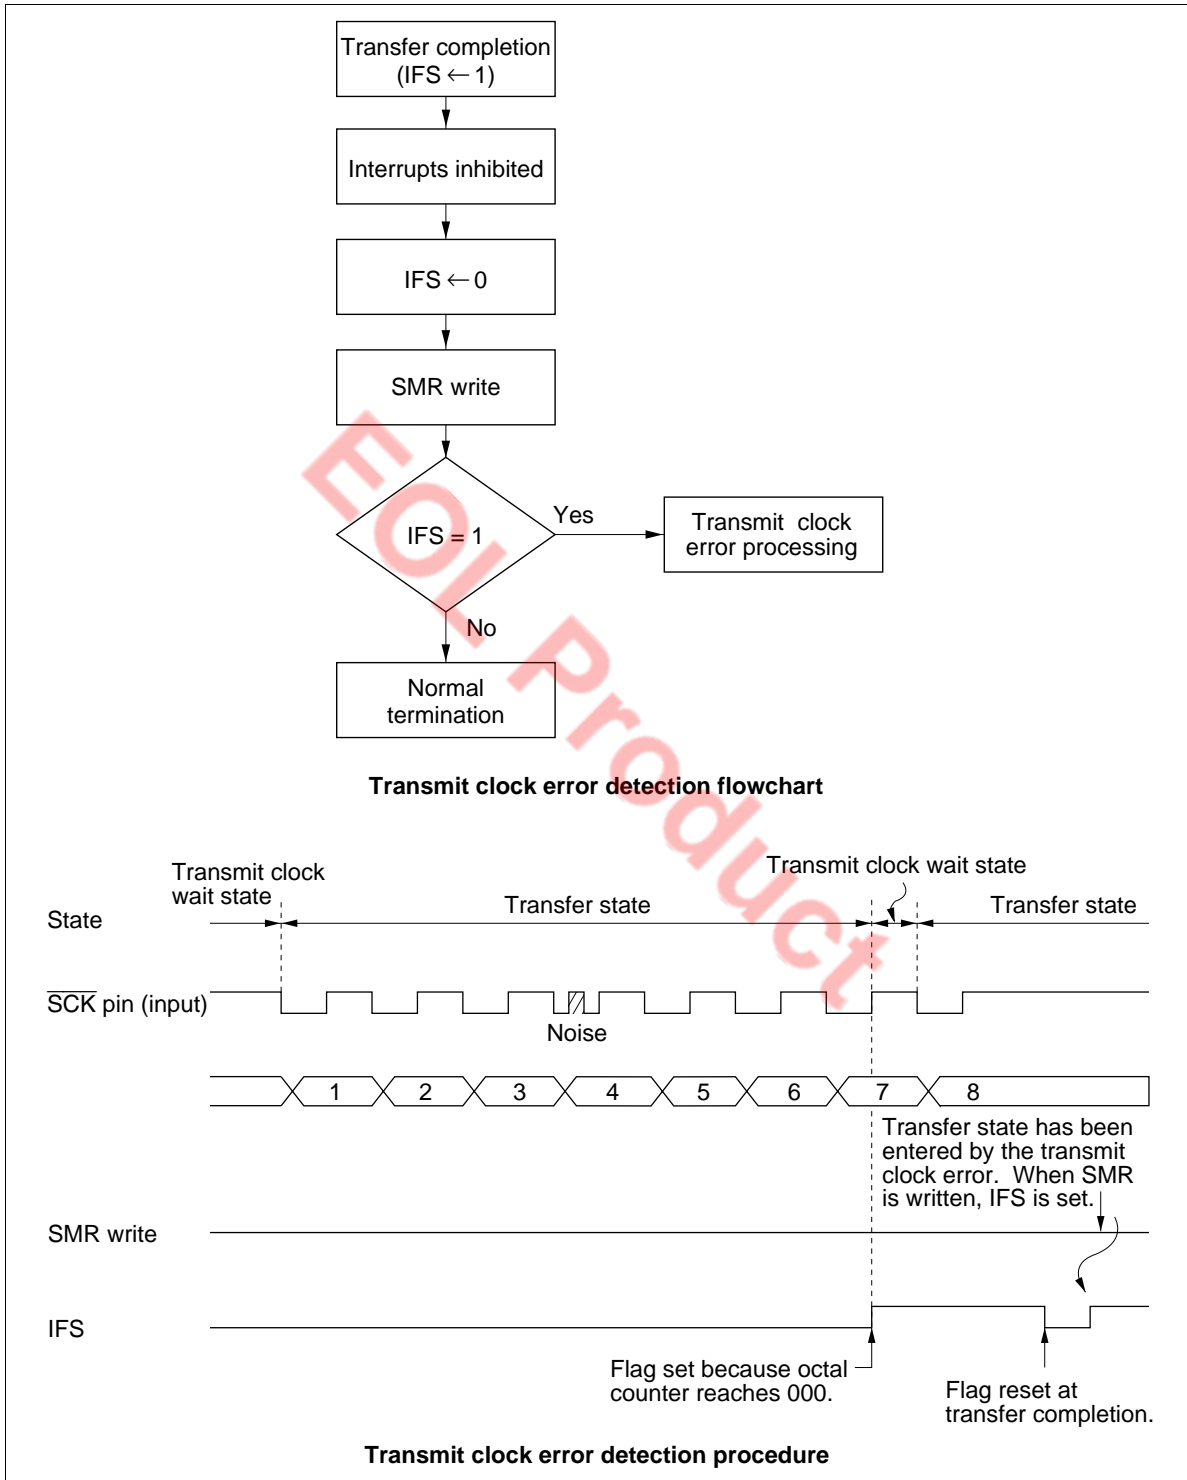 Transfer completion
(IFS ← 1)
Interrupts inhibited
IFS ← 0
SMR write
IFS = 1
Yes
Transmit clock
error processing
No
Normal
termination
Transmit clock error detection flowchart
EOL Product
Transmit clock
wait state
Transmit clock wait state
State
Transfer state
Transfer state
SCK pin (input)
Noise
1 2 3 4 5 6 7 8
Transfer state has been
entered by the transmit
clock error. When SMR
is written, IFS is set.
SMR write
IFS
Flag set because octal
counter reaches 000.
Flag reset at
transfer completion.
Transmit clock error detection procedure